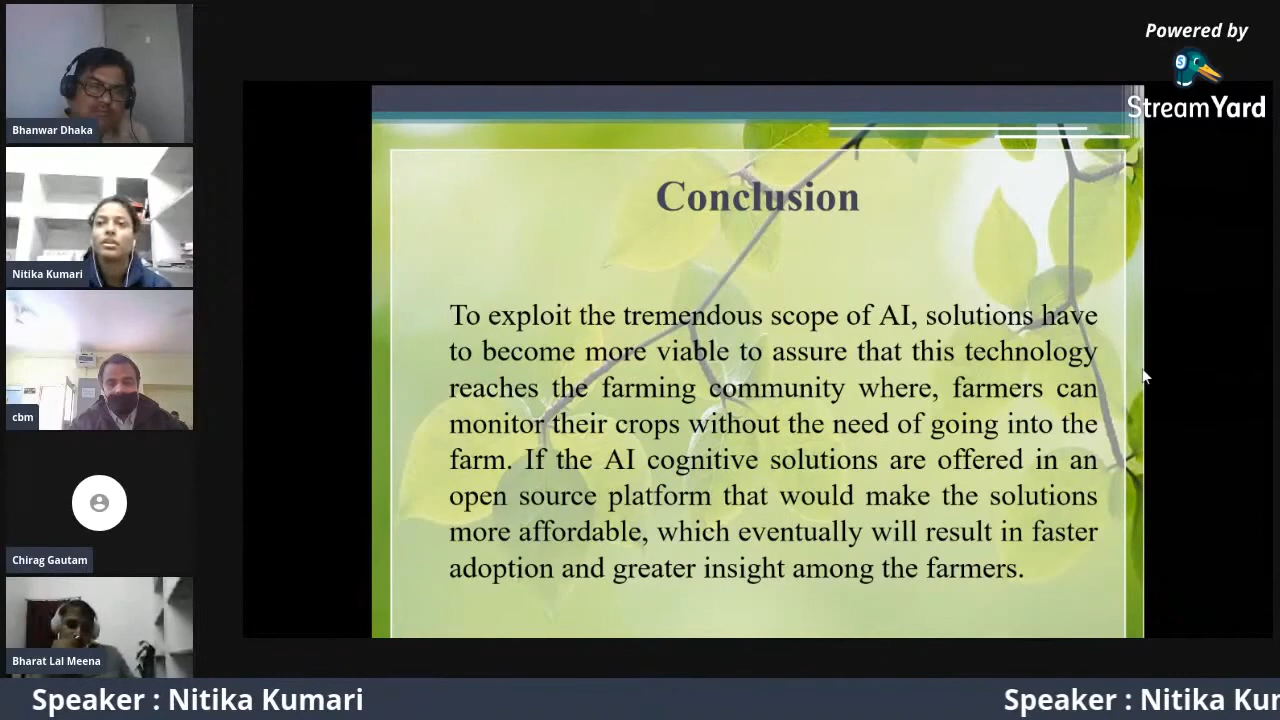 Powered by
StreamYard
Bhanwar Dhaka
Nitika Kumari
cbm
Chirag Gautam
Bharat Lal Meena
Conclusion
To exploit the tremendous scope of AI, solutions have
to become more viable to assure that this technology
reaches the farming community where, farmers can
monitor their crops without the need of going into the
farm. If the AI cognitive solutions are offered in an
open source platform that would make the solutions
more affordable, which eventually will result in faster
adoption and greater insight among the farmers.
Speaker : Nitika Kumari
Speaker : Nitika Kur